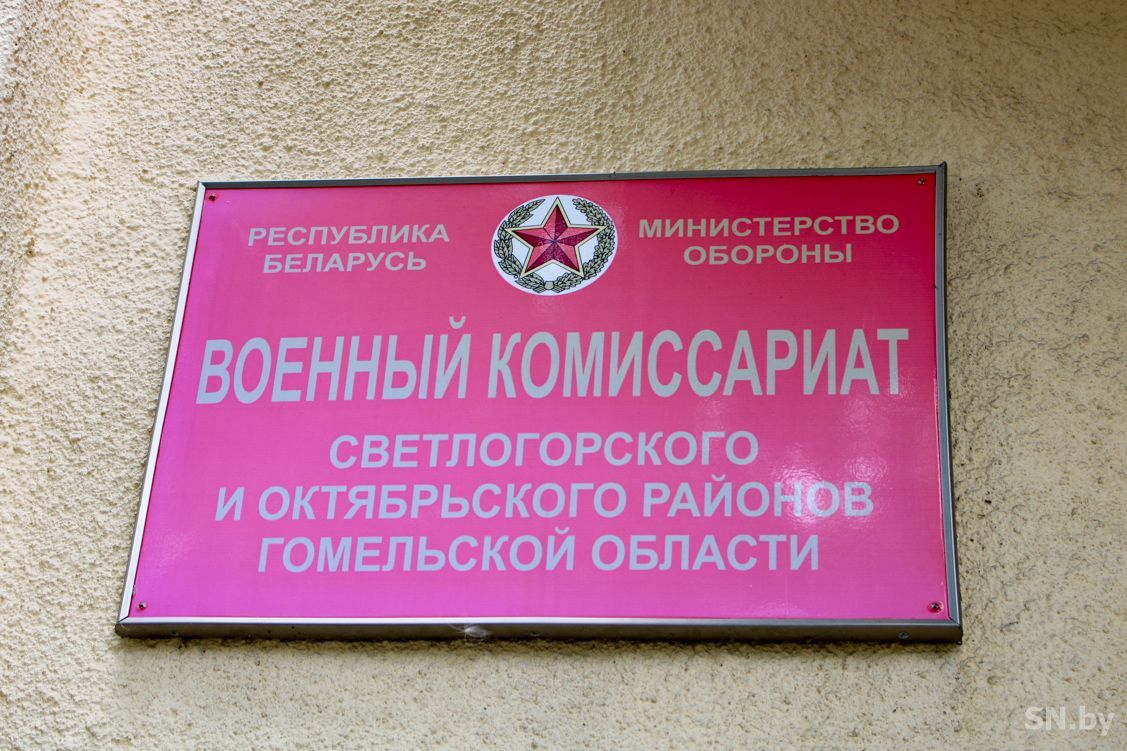 РЕСПУБЛИКА
БЕЛАРУСЬ
МИНИСТЕРСТВО
ОБОРОНЫ
ВОЕННЫЙ КОМИССАРИАТ
СВЕТЛОГОРСКОГО
И ОКТЯБРЬСКОГО РАЙОНОВ
ГОМЕЛЬСКОЙ ОБЛАСТИ
SN.by